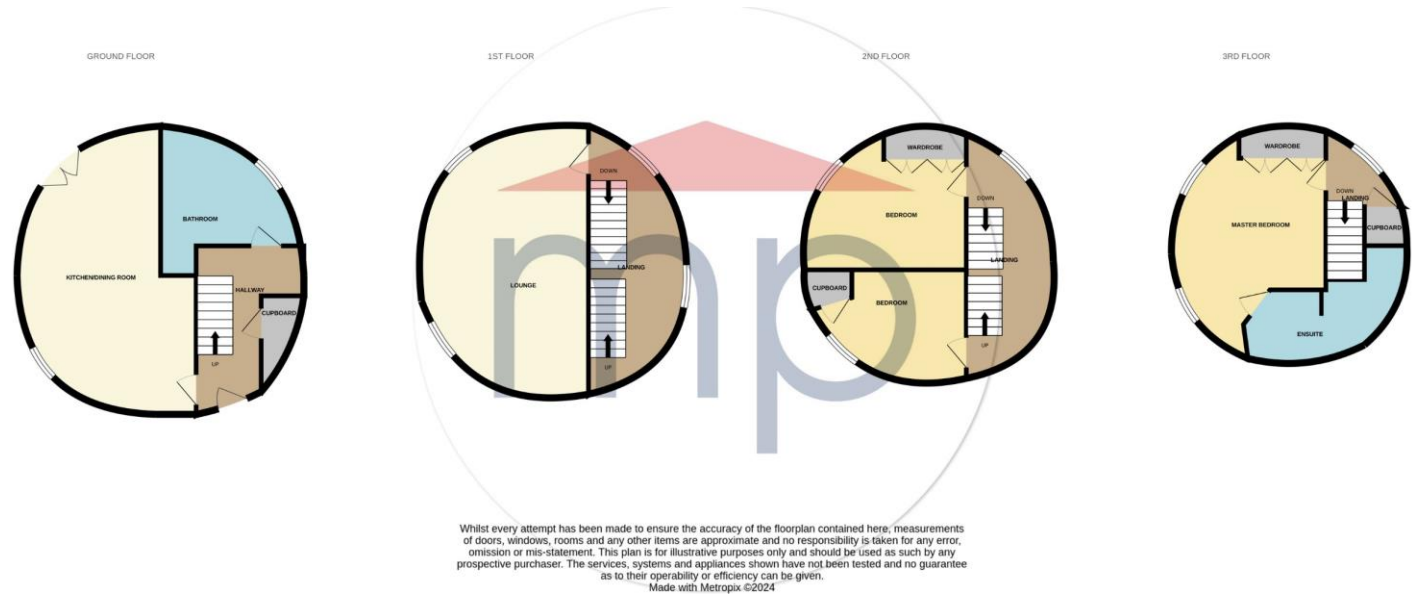 GROUND FLOOR
1ST FLOOR
2ND FLOOR
3RD FLOOR
BATHROOM
KITCHEN/DINING ROOM
HALLWAY
CUPBOARD
UP
DOWN
LOUNGE
LANDING
UP
WARDROBE
DOWN
BEDROOM
LANDING
CUPBOARD
BEDROOM
UP
WARDROBE
DOWN
LANDING
MASTER BEDROOM
CUPBOARD
ENSUITE
mp
Whilst every attempt has been made to ensure the accuracy of the floorplan contained here, measurements
of doors, windows, rooms and any other items are approximate and no responsibility is taken for any error,
omission or mis-statement. This plan is for illustrative purposes only and should be used as such by any
prospective purchaser. The services, systems and appliances shown have not been tested and no guarantee
as to their operability or efficiency can be given.
Made with Metropix ©2024